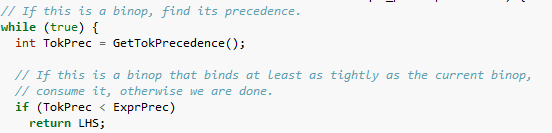 // If this is a binop, find its precedence.
while (true) {
int TokPrec = GetTokPrecedence();
// If this is a binop that binds at least as tightly as the current binop,
// consume it, otherwise we are done.
if (TokPrec < ExprPrec)
return LHS;